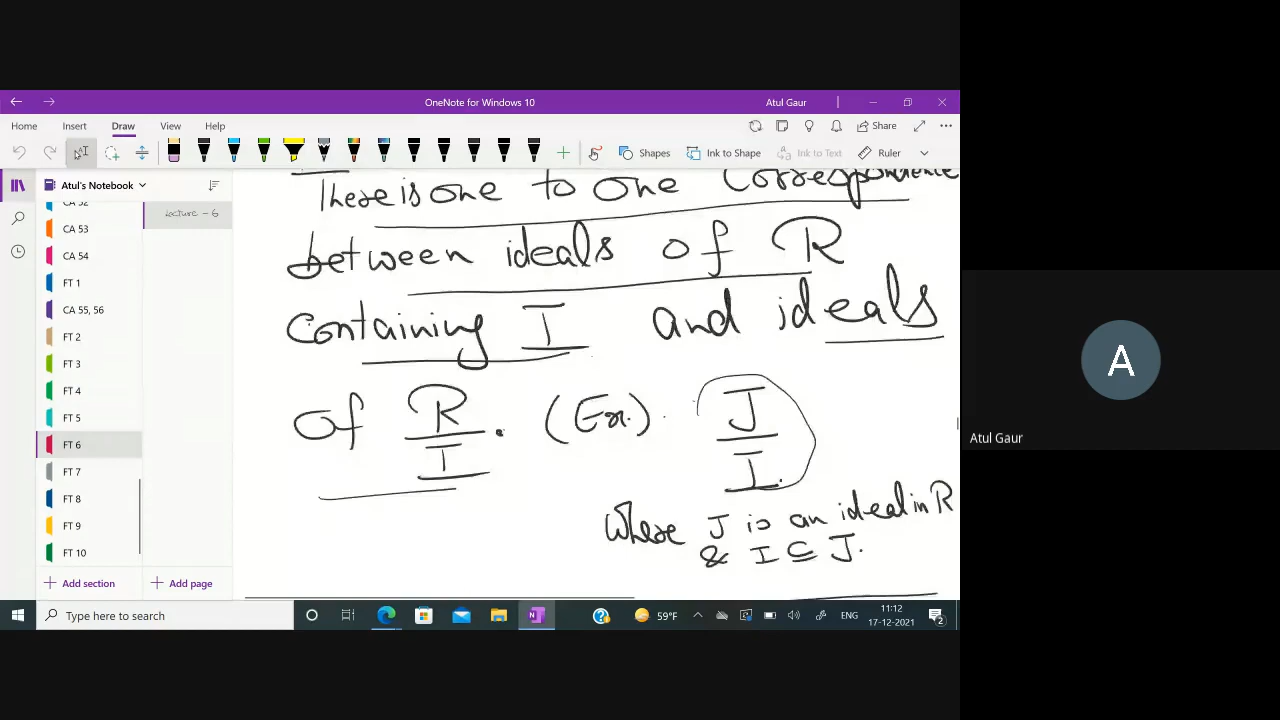 OneNote for Windows 10
Atul Gaur
Home Insert Draw View Help
Share
Shapes
Ink to Shape
Ink to Text
Ruler
Atul's Notebook
CA 52
CA 53
CA 54
FT 1
CA 55, 56
FT 2
FT 3
FT 4
FT 5
FT 6
FT 7
FT 8
FT 9
FT 10
Add section
Add page
Lecture - 6
There is one to one Correspondence
between ideals of R
containing I and ideals
of R/I. (Ex.). J/I.
Where J is an ideal in R
& I ⊆ J.
A
Atul Gaur
Type here to search
59°F
ENG
11:12
17-12-2021
2